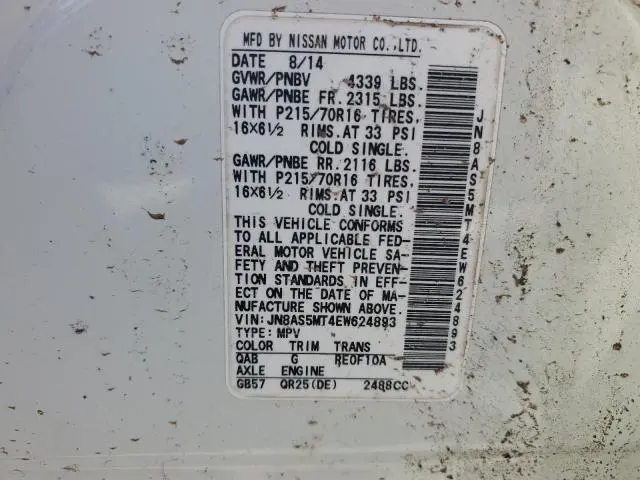 MFD BY NISSAN MOTOR CO.,LTD.
DATE 8/14
GVWR/PNBV 4339 LBS.
GAWR/PNBE FR. 2315 LBS.
WITH P215/70R16 TIRES,
16X6½ RIMS. AT 33 PSI
COLD SINGLE.
GAWR/PNBE RR. 2116 LBS.
WITH P215/70R16 TIRES,
16X6½ RIMS. AT 33 PSI
COLD SINGLE.
THIS VEHICLE CONFORMS
TO ALL APPLICABLE FED-
ERAL MOTOR VEHICLE SA-
FETY AND THEFT PREVEN-
TION STANDARDS IN EFF-
ECT ON THE DATE OF MA-
NUFACTURE SHOWN ABOVE.
VIN:JN8AS5MT4EW624893
TYPE:MPV
COLOR TRIM TRANS
QAB G RE0F10A
AXLE ENGINE
GB57 QR25(DE) 2488CC
JN8AS5MT4EW624893